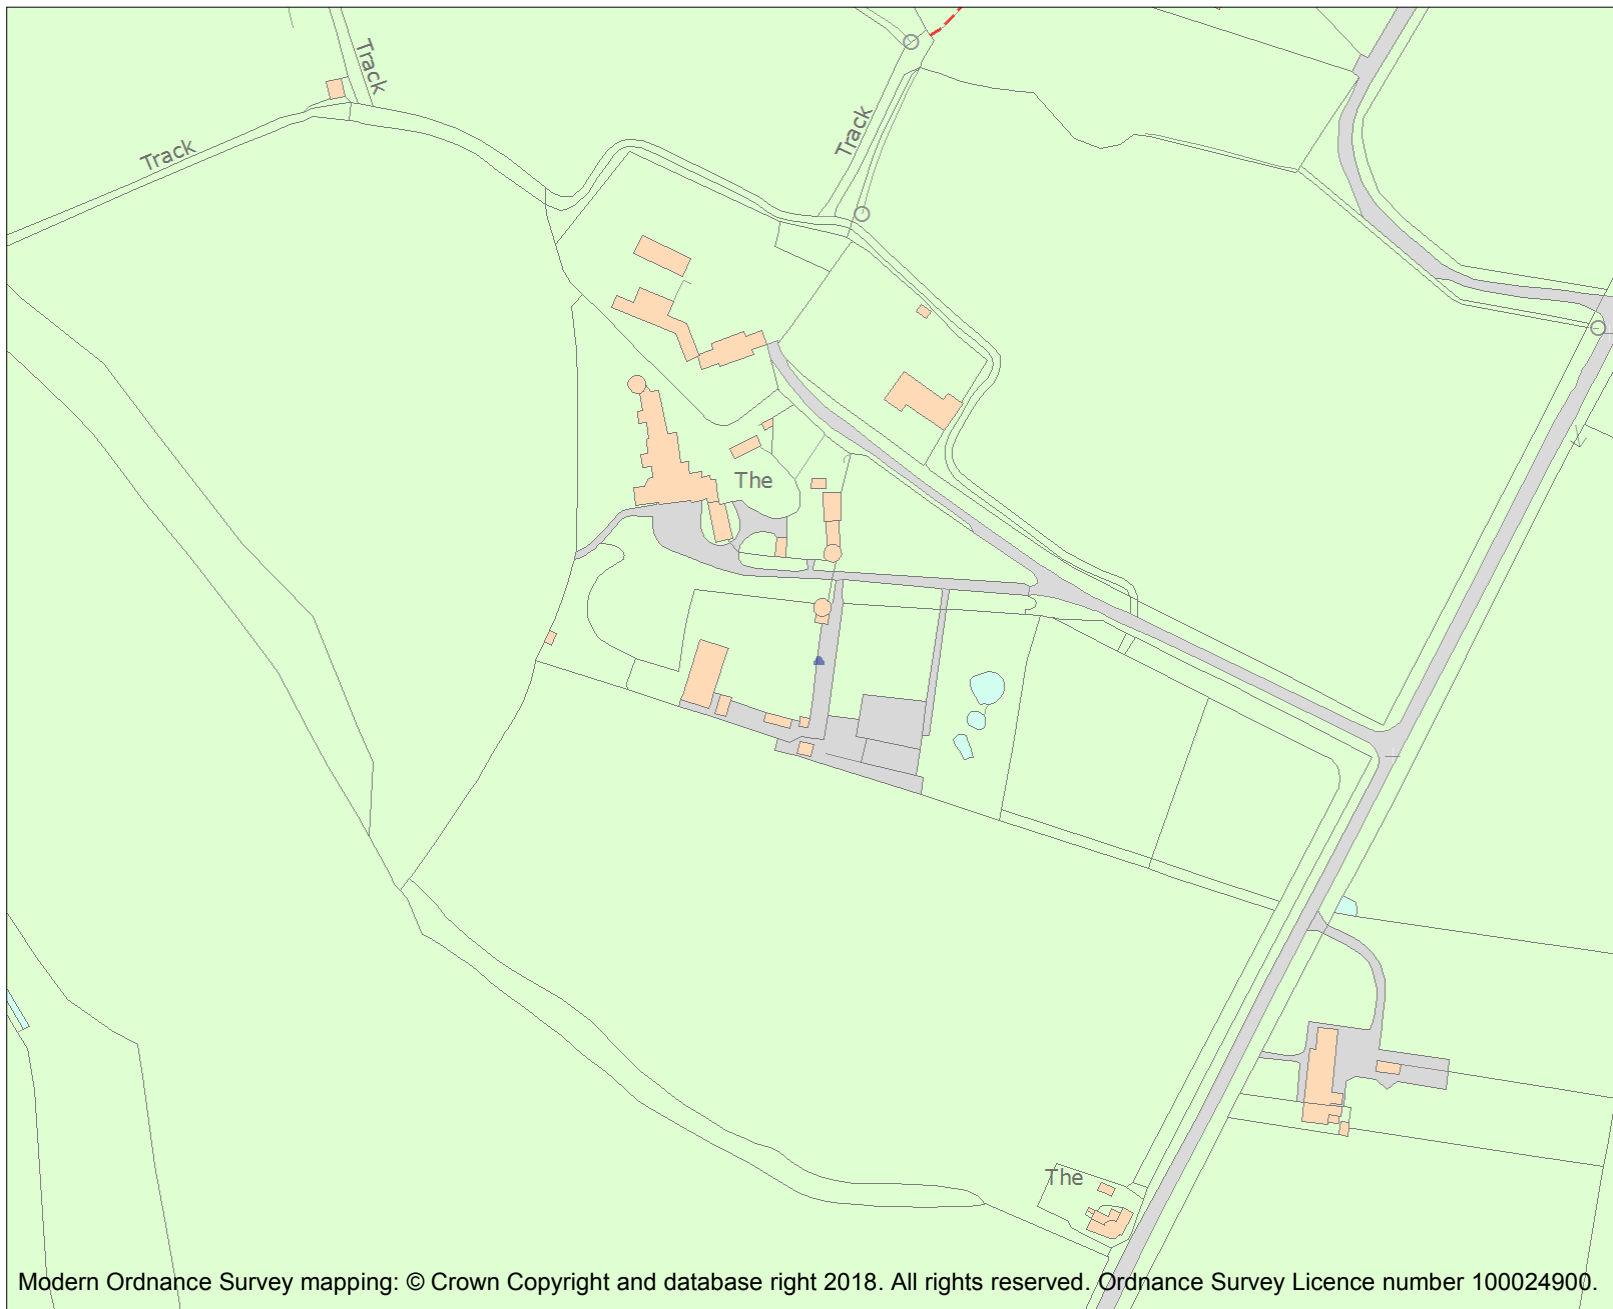 Track
Track
Track
The
The
Modern Ordnance Survey mapping: © Crown Copyright and database right 2018. All rights reserved. Ordnance Survey Licence number 100024900.